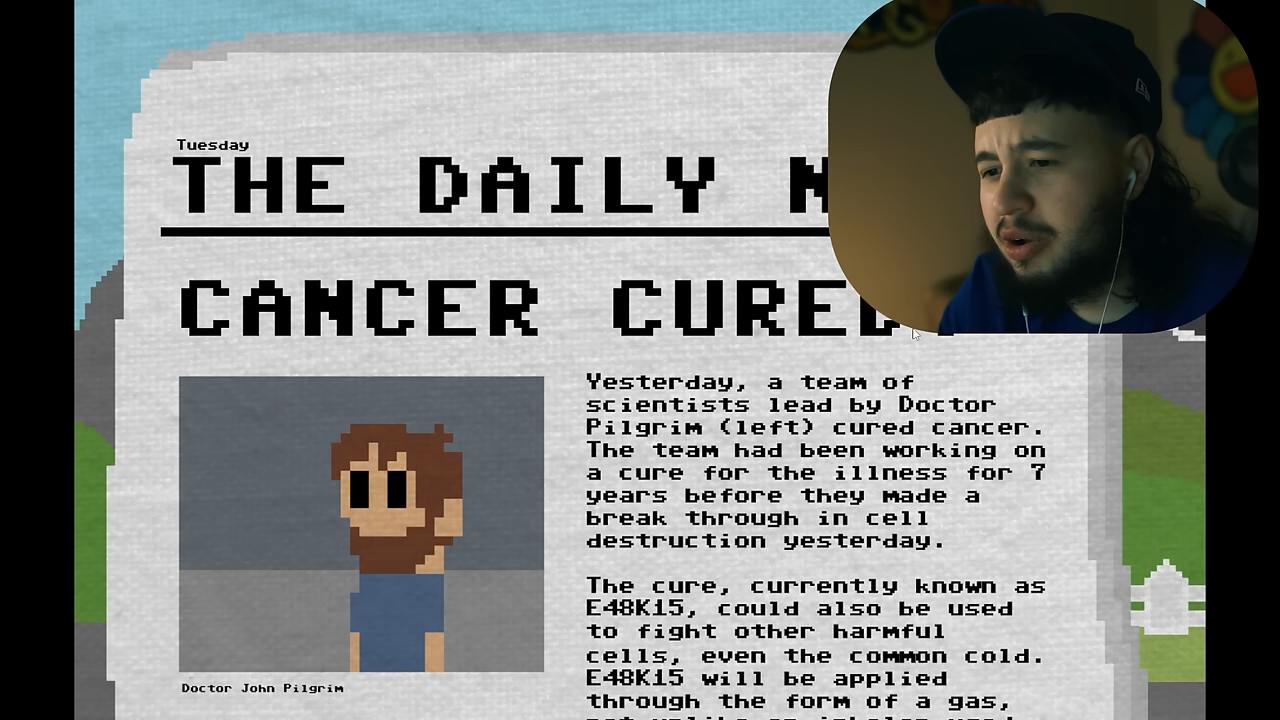 Tuesday
THE DAILY
CANCER CURED
Yesterday, a team of
scientists lead by Doctor
Pilgrim (left) cured cancer.
The team had been working on
a cure for the illness for 7
years before they made a
break through in cell
destruction yesterday.
The cure, currently known as
E48K15, could also be used
to fight other harmful
cells, even the common cold.
E48K15 will be applied
through the form of a gas,
Doctor John Pilgrim